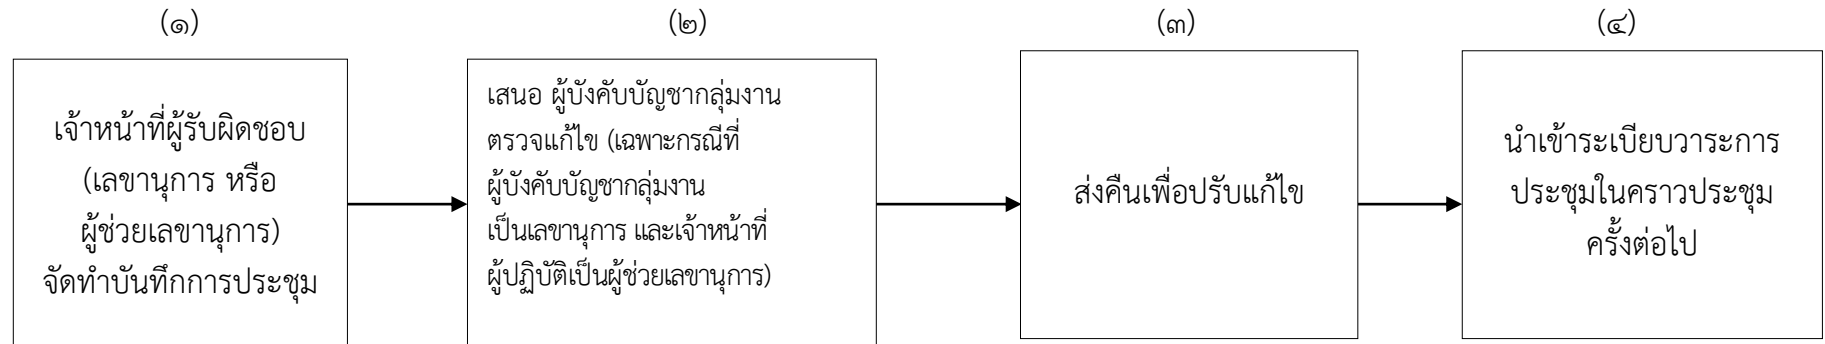 (๑)
(๒)
(๓)
(๔)
เจ้าหน้าที่ผู้รับผิดชอบ
(เลขานุการ หรือ
ผู้ช่วยเลขานุการ)
จัดทำบันทึกการประชุม
เสนอ ผู้บังคับบัญชากลุ่มงาน
ตรวจแก้ไข (เฉพาะกรณีที่
ผู้บังคับบัญชากลุ่มงาน
เป็นเลขานุการ และเจ้าหน้าที่
ผู้ปฏิบัติเป็นผู้ช่วยเลขานุการ)
ส่งคืนเพื่อปรับแก้ไข
นำเข้าระเบียบวาระการ
ประชุมในคราวประชุม
ครั้งต่อไป